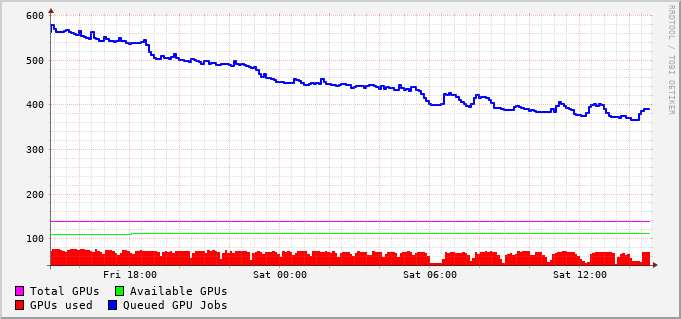 600
500
400
300
200
100
Fri 18:00 Sat 00:00 Sat 06:00 Sat 12:00
Total GPUs Available GPUs
GPUs used Queued GPU Jobs
RRDTOOL / TOBI OETIKER